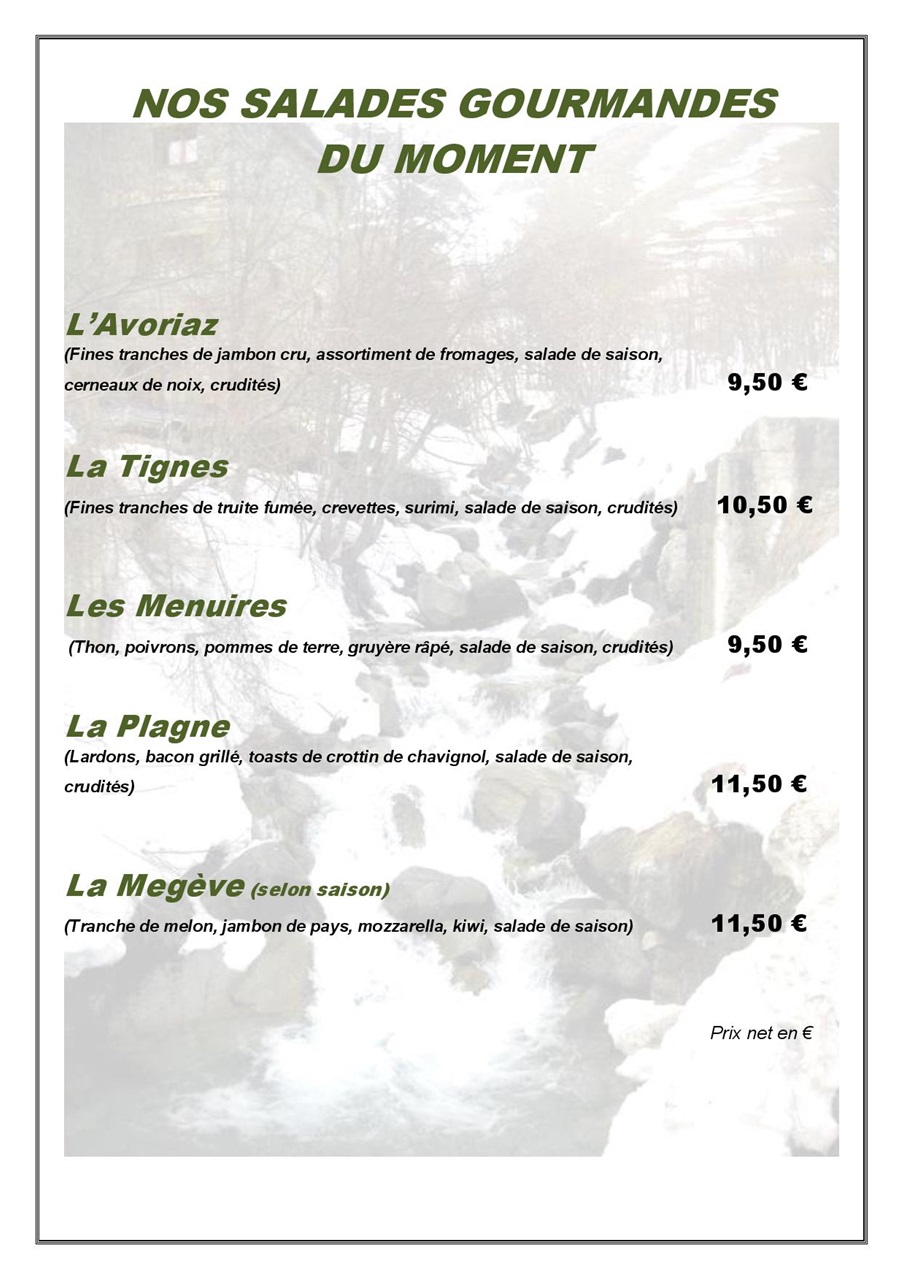 NOS SALADES GOURMANDES
DU MOMENT
L’Avoriaz
(Fines tranches de jambon cru, assortiment de fromages, salade de saison,
cerneaux de noix, crudités) 9,50 €
La Tignes
(Fines tranches de truite fumée, crevettes, surimi, salade de saison, crudités) 10,50 €
Les Menuires
(Thon, poivrons, pommes de terre, gruyère râpé, salade de saison, crudités) 9,50 €
La Plagne
(Lardons, bacon grillé, toasts de crottin de chavignol, salade de saison,
crudités) 11,50 €
La Megève (selon saison)
(Tranche de melon, jambon de pays, mozzarella, kiwi, salade de saison) 11,50 €
Prix net en €